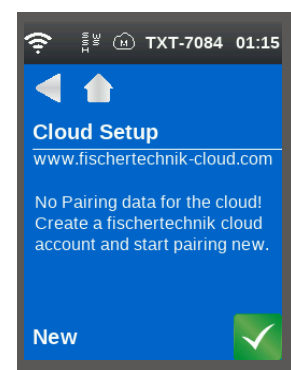 TXT-7084 01:15
Cloud Setup
www.fischertechnik-cloud.com
No Pairing data for the cloud!
Create a fischertechnik cloud
account and start pairing new.
New